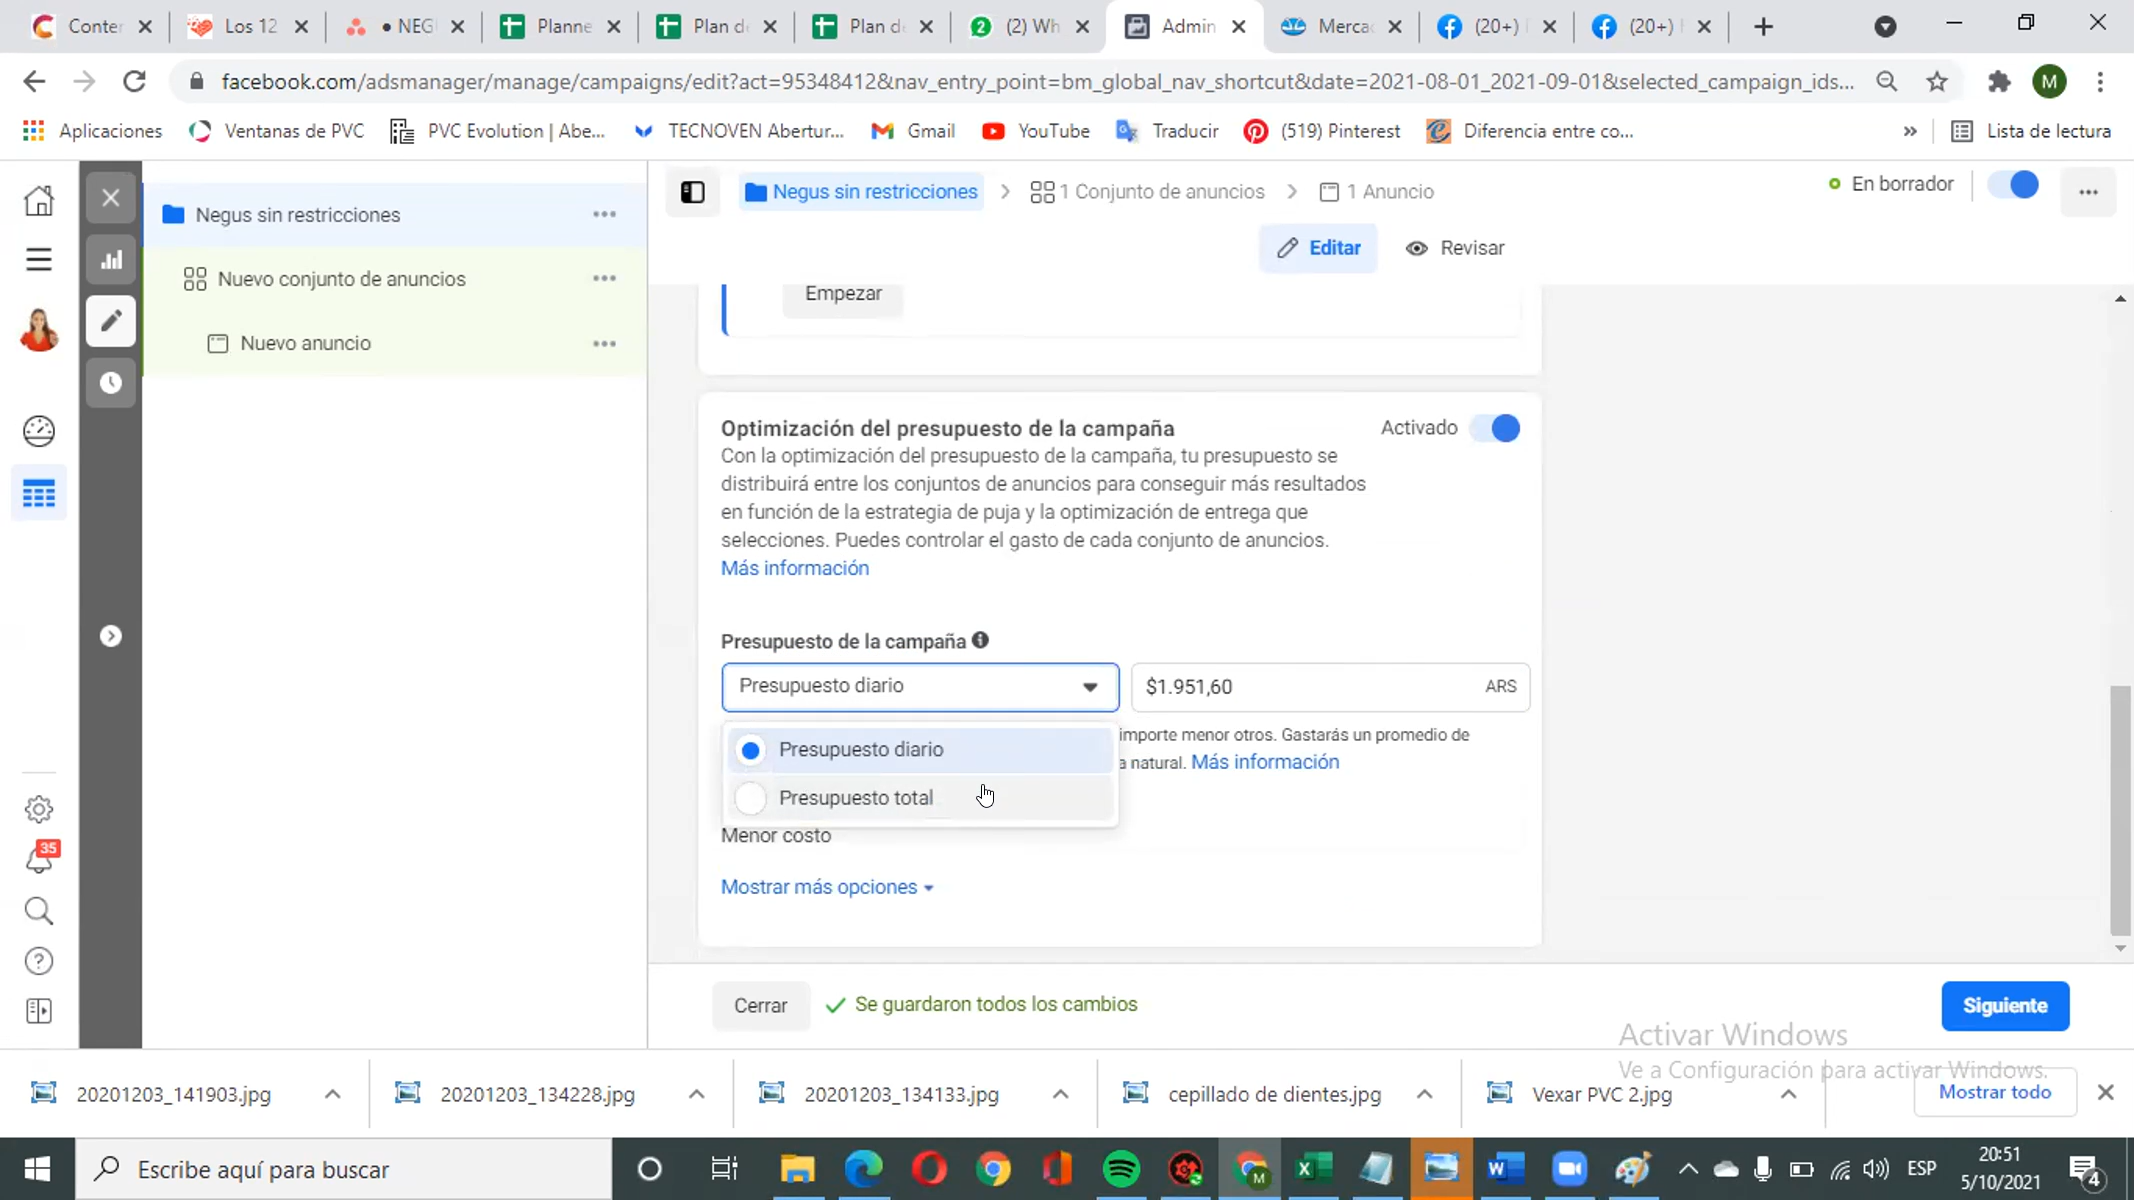 Conter
Los 12
• NEG
Planne
Plan d
Plan d
(2) Wh
Admin
Merca
(20+)
(20+)
facebook.com/adsmanager/manage/campaigns/edit?act=95348412&nav_entry_point=bm_global_nav_shortcut&date=2021-08-01_2021-09-01&selected_campaign_ids...
M
Aplicaciones
Ventanas de PVC
PVC Evolution | Abe...
TECNOVEN Abertur...
Gmail
YouTube
Traducir
(519) Pinterest
Diferencia entre co...
»
Lista de lectura
Negus sin restricciones
Nuevo conjunto de anuncios
Nuevo anuncio
Negus sin restricciones
1 Conjunto de anuncios
1 Anuncio
En borrador
Editar
Revisar
Empezar
Optimización del presupuesto de la campaña
Activado
Con la optimización del presupuesto de la campaña, tu presupuesto se
distribuirá entre los conjuntos de anuncios para conseguir más resultados
en función de la estrategia de puja y la optimización de entrega que
selecciones. Puedes controlar el gasto de cada conjunto de anuncios.
Más información
Presupuesto de la campaña
Presupuesto diario
$1.951,60
ARS
Presupuesto diario
Presupuesto total
importe menor otros. Gastarás un promedio de
a natural. Más información
Menor costo
Mostrar más opciones
35
Cerrar
Se guardaron todos los cambios
Siguiente
Activar Windows
Ve a Configuración para activar Windows.
20201203_141903.jpg
20201203_134228.jpg
20201203_134133.jpg
cepillado de dientes.jpg
Vexar PVC 2.jpg
Mostrar todo
Escribe aquí para buscar
ESP
20:51
5/10/2021
4